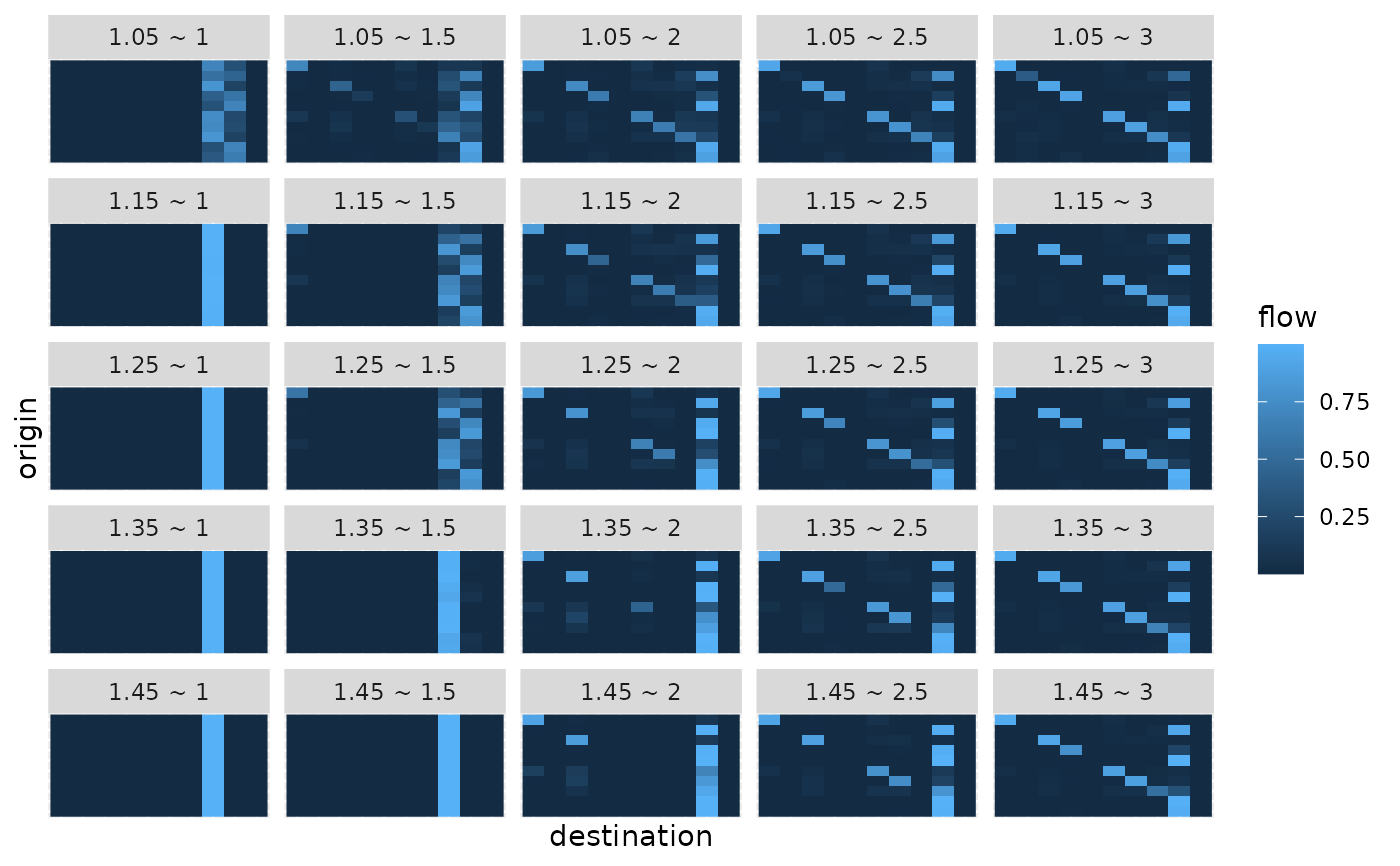 1.05 ~ 1
1.05 ~ 1.5
1.05 ~ 2
1.05 ~ 2.5
1.05 ~ 3
1.15 ~ 1
1.15 ~ 1.5
1.15 ~ 2
1.15 ~ 2.5
1.15 ~ 3
1.25 ~ 1
1.25 ~ 1.5
1.25 ~ 2
1.25 ~ 2.5
1.25 ~ 3
1.35 ~ 1
1.35 ~ 1.5
1.35 ~ 2
1.35 ~ 2.5
1.35 ~ 3
1.45 ~ 1
1.45 ~ 1.5
1.45 ~ 2
1.45 ~ 2.5
1.45 ~ 3
origin
destination
flow
0.75
0.50
0.25